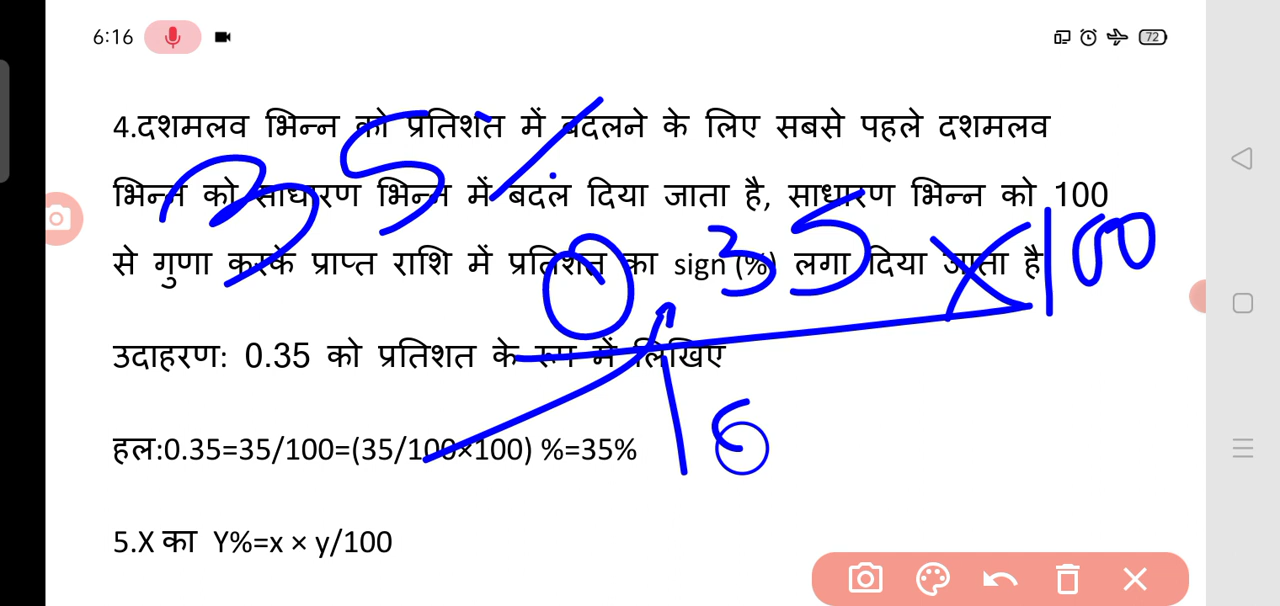 6:16
72
4.दशमलव भिन्न को प्रतिशत में बदलने के लिए सबसे पहले दशमलव
भिन्न को साधारण भिन्न में बदल दिया जाता है, साधारण भिन्न को 100
से गुणा करके प्राप्त राशि में प्रतिशत का sign (%) लगा दिया जाता है
35%
0.35×100
उदाहरण: 0.35 को प्रतिशत के रूप में लिखिए
हल:0.35=35/100=(35/100×100) %=35%
5.X का Y%=x × y/100